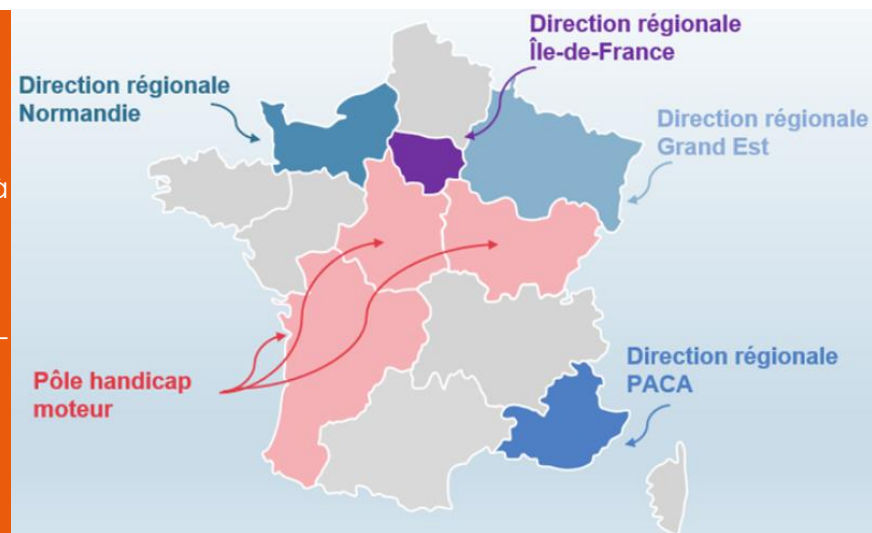 Direction régionale
Île-de-France
Direction régionale
Normandie
Direction régionale
Grand Est
à
Direction régionale
PACA
Pôle handicap
moteur